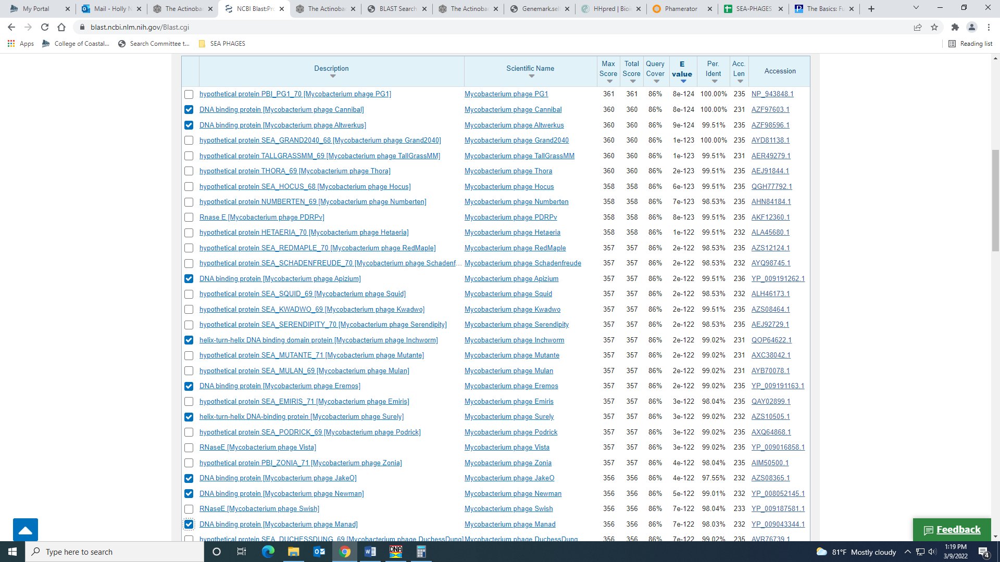 My Portal
Mail - Holly N
The Actinoba
NCBI Blast:Pro
The Actinoba
BLAST Search
The Actinoba
Genemark.sel
HHpred | Bioi
Phamerator
SEA-PHAGES
The Basics: Fu
blast.ncbi.nlm.nih.gov/Blast.cgi
Apps College of Coastal... Search Committee t... SEA PHAGES Reading list
Description Scientific Name Max Score Total Score Query Cover E value Per. Ident Acc. Len Accession
hypothetical protein PBI_PG1_70 [Mycobacterium phage PG1] Mycobacterium phage PG1 361 361 86% 8e-124 100.00% 235 NP_943848.1
DNA binding protein [Mycobacterium phage Cannibal] Mycobacterium phage Cannibal 360 360 86% 8e-124 100.00% 231 AZF97603.1
DNA binding protein [Mycobacterium phage Altwerkus] Mycobacterium phage Altwerkus 360 360 86% 9e-124 99.51% 235 AZF98596.1
hypothetical protein SEA_GRAND2040_68 [Mycobacterium phage Grand2040] Mycobacterium phage Grand2040 360 360 86% 1e-123 100.00% 235 AYD81138.1
hypothetical protein TALLGRASSMM_69 [Mycobacterium phage TallGrassMM] Mycobacterium phage TallGrassMM 360 360 86% 1e-123 99.51% 231 AER49279.1
hypothetical protein THORA_69 [Mycobacterium phage Thora] Mycobacterium phage Thora 360 360 86% 2e-123 99.51% 235 AEJ91844.1
hypothetical protein SEA_HOCUS_68 [Mycobacterium phage Hocus] Mycobacterium phage Hocus 358 358 86% 6e-123 99.51% 235 QGH77792.1
hypothetical protein NUMBERTEN_69 [Mycobacterium phage Numberten] Mycobacterium phage Numberten 358 358 86% 7e-123 98.53% 235 AHN84184.1
Rnase E [Mycobacterium phage PDRPv] Mycobacterium phage PDRPv 358 358 86% 8e-123 99.51% 235 AKF12360.1
hypothetical protein HETAERIA_70 [Mycobacterium phage Hetaeria] Mycobacterium phage Hetaeria 358 358 86% 1e-122 99.51% 232 ALA45680.1
hypothetical protein SEA_REDMAPLE_70 [Mycobacterium phage RedMaple] Mycobacterium phage RedMaple 357 357 86% 2e-122 98.53% 235 AZS12124.1
hypothetical protein SEA_SCHADENFREUDE_70 [Mycobacterium phage Schadenf... Mycobacterium phage Schadenfreude 357 357 86% 2e-122 98.53% 232 AYQ98745.1
DNA binding protein [Mycobacterium phage Apizium] Mycobacterium phage Apizium 357 357 86% 2e-122 99.51% 236 YP_009191262.1
hypothetical protein SEA_SQUID_69 [Mycobacterium phage Squid] Mycobacterium phage Squid 357 357 86% 2e-122 98.53% 232 ALH46173.1
hypothetical protein SEA_KWADWO_69 [Mycobacterium phage Kwadwo] Mycobacterium phage Kwadwo 357 357 86% 2e-122 99.51% 235 AZS08464.1
hypothetical protein SEA_SERENDIPITY_70 [Mycobacterium phage Serendipity] Mycobacterium phage Serendipity 357 357 86% 2e-122 98.53% 235 AEJ92729.1
helix-turn-helix DNA binding domain protein [Mycobacterium phage Inchworm] Mycobacterium phage Inchworm 357 357 86% 2e-122 99.02% 231 QOP64622.1
hypothetical protein SEA_MUTANTE_71 [Mycobacterium phage Mutante] Mycobacterium phage Mutante 357 357 86% 2e-122 99.02% 231 AXC38042.1
hypothetical protein SEA_MULAN_69 [Mycobacterium phage Mulan] Mycobacterium phage Mulan 357 357 86% 2e-122 99.02% 231 AYB70078.1
DNA binding protein [Mycobacterium phage Eremos] Mycobacterium phage Eremos 357 357 86% 2e-122 99.02% 235 YP_009191163.1
hypothetical protein SEA_EMIRIS_71 [Mycobacterium phage Emiris] Mycobacterium phage Emiris 357 357 86% 3e-122 98.04% 235 QAY02899.1
helix-turn-helix DNA-binding protein [Mycobacterium phage Surely] Mycobacterium phage Surely 357 357 86% 3e-122 99.02% 232 AZS10505.1
hypothetical protein SEA_PODRICK_69 [Mycobacterium phage Podrick] Mycobacterium phage Podrick 357 357 86% 3e-122 99.02% 235 AXQ64868.1
RNaseE [Mycobacterium phage Vista] Mycobacterium phage Vista 357 357 86% 3e-122 99.02% 235 YP_009016858.1
hypothetical protein PBI_ZONIA_71 [Mycobacterium phage Zonia] Mycobacterium phage Zonia 357 357 86% 4e-122 98.04% 235 AIM50500.1
DNA binding protein [Mycobacterium phage JakeO] Mycobacterium phage JakeO 356 356 86% 4e-122 97.55% 232 AZS08365.1
DNA binding protein [Mycobacterium phage Newman] Mycobacterium phage Newman 356 356 86% 5e-122 99.01% 232 YP_008052145.1
RNaseE [Mycobacterium phage Swish] Mycobacterium phage Swish 356 356 86% 7e-122 98.04% 233 YP_009187581.1
DNA binding protein [Mycobacterium phage Manad] Mycobacterium phage Manad 356 356 86% 7e-122 98.03% 232 YP_009043344.1
hypothetical protein SEA_DUCHESSDUNG_69 [Mycobacterium phage DuchessDung] Mycobacterium phage DuchessDung 356 356 86% 7e-122 99.02% 235 AVR76739.1
Feedback
Type here to search
DNA
81°F Mostly cloudy
1:19 PM
3/9/2022
4